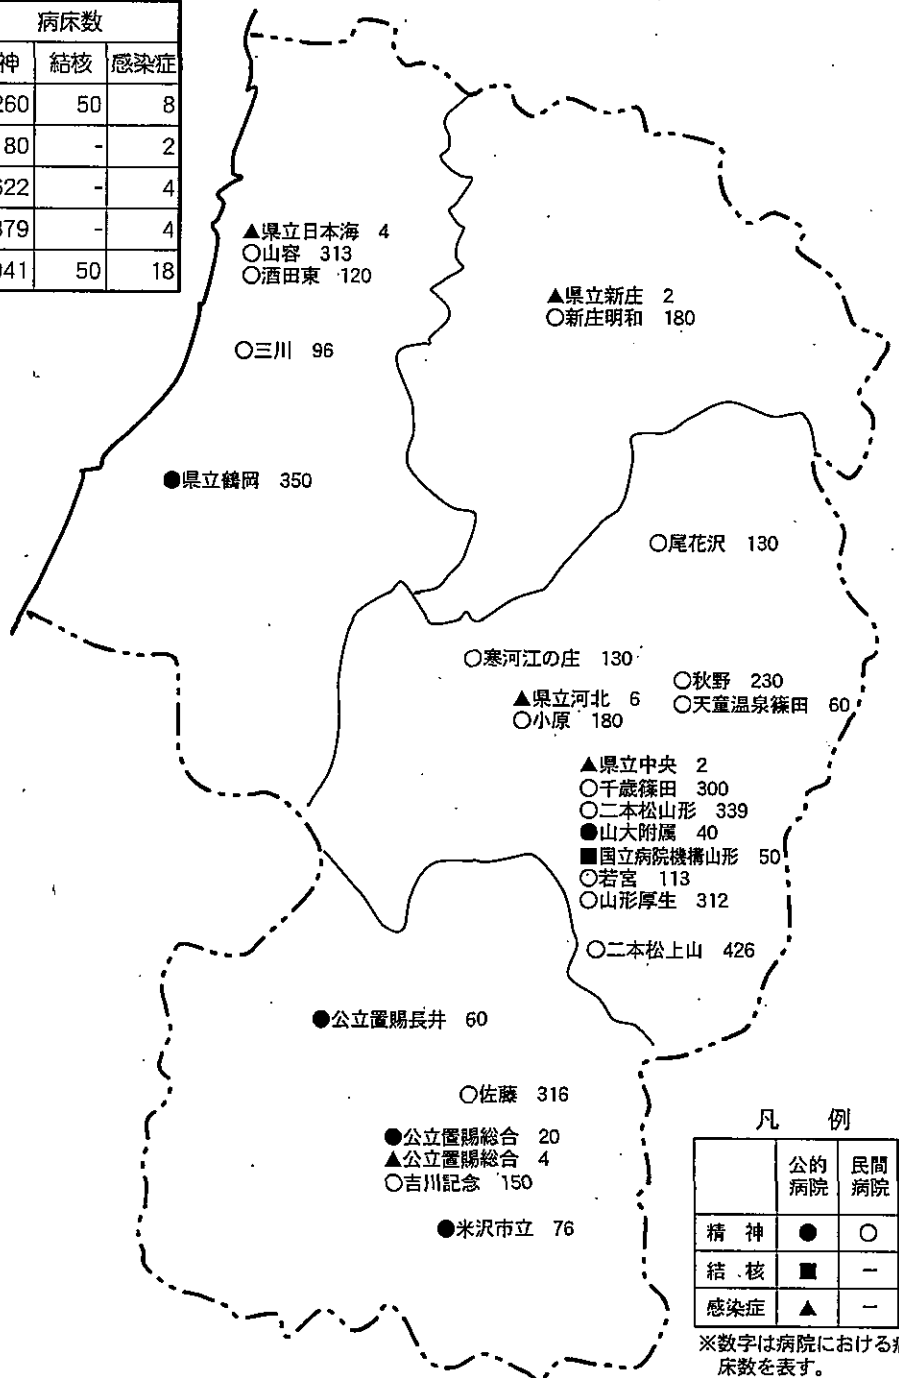 病床数
神 結核 感染症
260 50 8
80 - 2
622 - 4
879 - 4
941 50 18
▲県立日本海 4
○山容 313
○酒田東 120
▲県立新庄 2
○新庄明和 180
○三川 96
●県立鶴岡 350
○尾花沢 130
○寒河江の庄 130
○秋野 230
▲県立河北 6
○天童温泉篠田 60
○小原 180
▲県立中央 2
○千歳篠田 300
○二本松山形 339
●山大附属 40
■国立病院機構山形 50
○若宮 113
○山形厚生 312
○二本松上山 426
●公立置賜長井 60
○佐藤 316
●公立置賜総合 20
▲公立置賜総合 4
○吉川記念 150
●米沢市立 76
凡 例
公的病院 民間病院
精 神 ● ○
結 核 ■ －
感染症 ▲ －
※数字は病院における病
床数を表す。